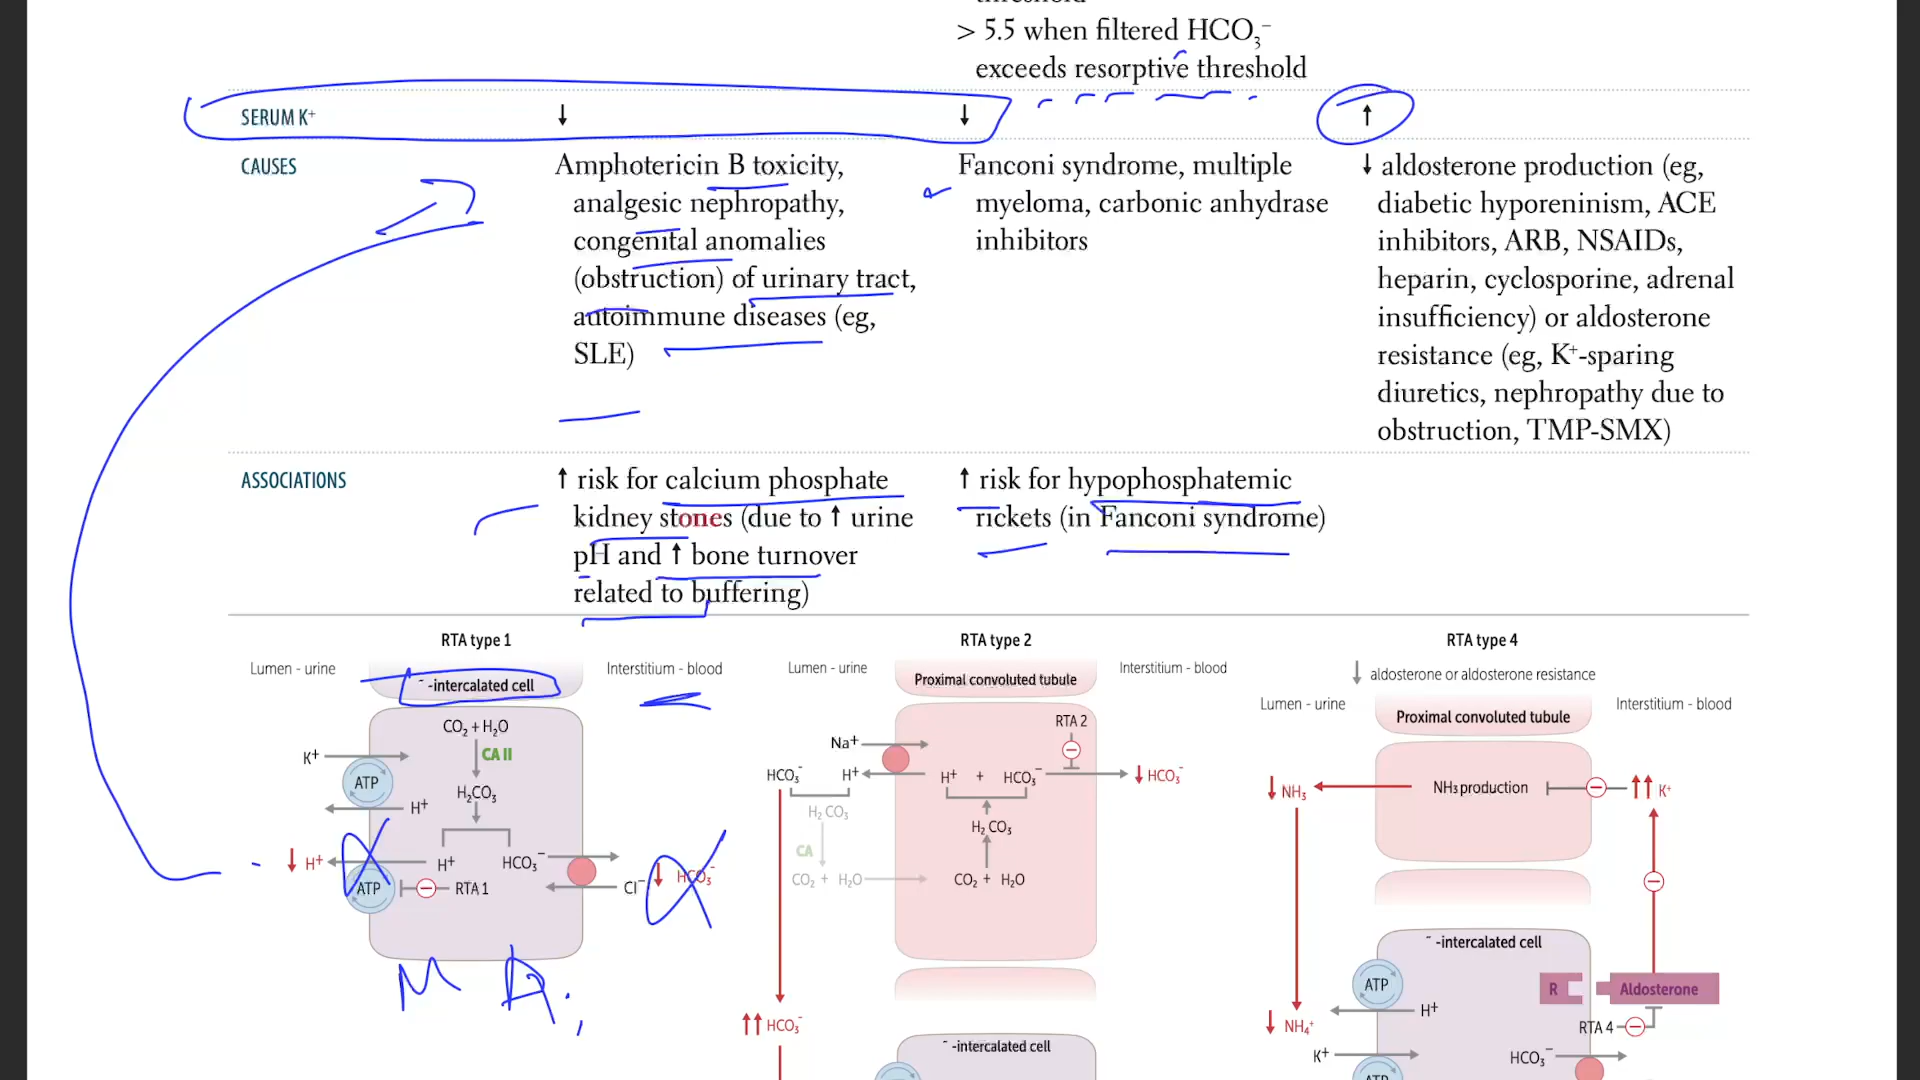 threshold
> 5.5 when filtered HCO₃⁻
exceeds resorptive threshold
SERUM K⁺ ↓ ↓ ↑
CAUSES
Amphotericin B toxicity,
analgesic nephropathy,
congenital anomalies
(obstruction) of urinary tract,
autoimmune diseases (eg,
SLE)
Fanconi syndrome, multiple
myeloma, carbonic anhydrase
inhibitors
↓ aldosterone production (eg,
diabetic hyporeninism, ACE
inhibitors, ARB, NSAIDs,
heparin, cyclosporine, adrenal
insufficiency) or aldosterone
resistance (eg, K⁺-sparing
diuretics, nephropathy due to
obstruction, TMP-SMX)
ASSOCIATIONS
↑ risk for calcium phosphate
kidney stones (due to ↑ urine
pH and ↑ bone turnover
related to buffering)
↑ risk for hypophosphatemic
rickets (in Fanconi syndrome)
RTA type 1
Lumen - urine
Interstitium - blood
-intercalated cell
CO₂ + H₂O
CA II
K⁺
ATP
H₂CO₃
H⁺
↓ H⁺
H⁺
HCO₃⁻
ATP
RTA 1
Cl⁻
↓ HCO₃⁻
M
RTA type 2
Lumen - urine
Proximal convoluted tubule
Interstitium - blood
RTA 2
Na⁺
HCO₃⁻
H⁺
H⁺ + HCO₃⁻
↓ HCO₃⁻
H₂CO₃
H₂CO₃
CA
CO₂ + H₂O
CO₂ + H₂O
↑↑ HCO₃⁻
-intercalated cell
RTA type 4
↓ aldosterone or aldosterone resistance
Lumen - urine
Interstitium - blood
Proximal convoluted tubule
↓ NH₃
NH₃ production
↑↑ K⁺
-intercalated cell
ATP
R
Aldosterone
H⁺
↓ NH₄⁺
RTA 4
K⁺
HCO₃⁻
ATP